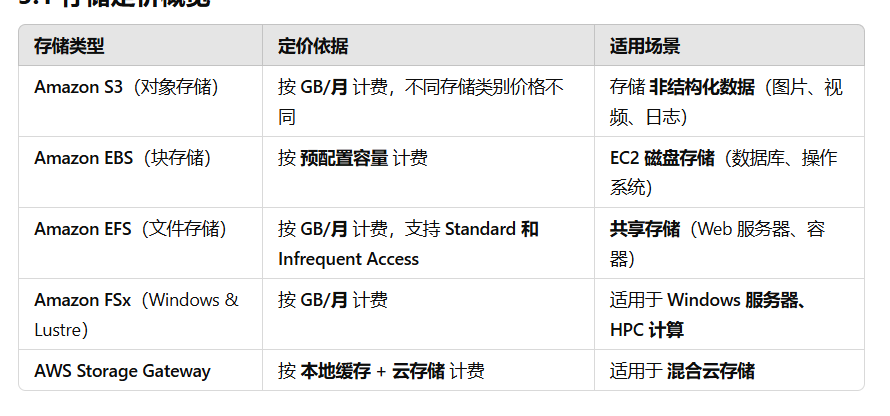 存储类型
定价依据
适用场景
Amazon S3（对象存储）
按 GB/月 计费，不同存储类别价格不
同
存储 非结构化数据（图片、视
频、日志）
Amazon EBS（块存储）
按 预配置容量 计费
EC2 磁盘存储（数据库、操作
系统）
Amazon EFS（文件存储）
按 GB/月 计费，支持 Standard 和
Infrequent Access
共享存储（Web 服务器、容
器）
Amazon FSx（Windows &
Lustre）
按 GB/月 计费
适用于 Windows 服务器、
HPC 计算
AWS Storage Gateway
按 本地缓存 + 云存储 计费
适用于 混合云存储